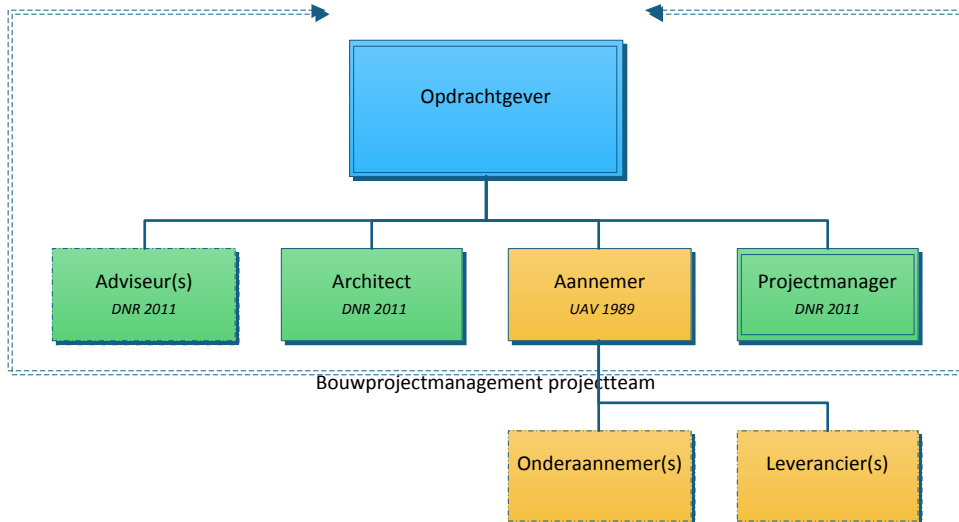 Opdrachtgever
Adviseur(s)
DNR 2011
Architect
DNR 2011
Aannemer
UAV 1989
Projectmanager
DNR 2011
Bouwprojectmanagement projectteam
Onderaannemer(s)
Leverancier(s)